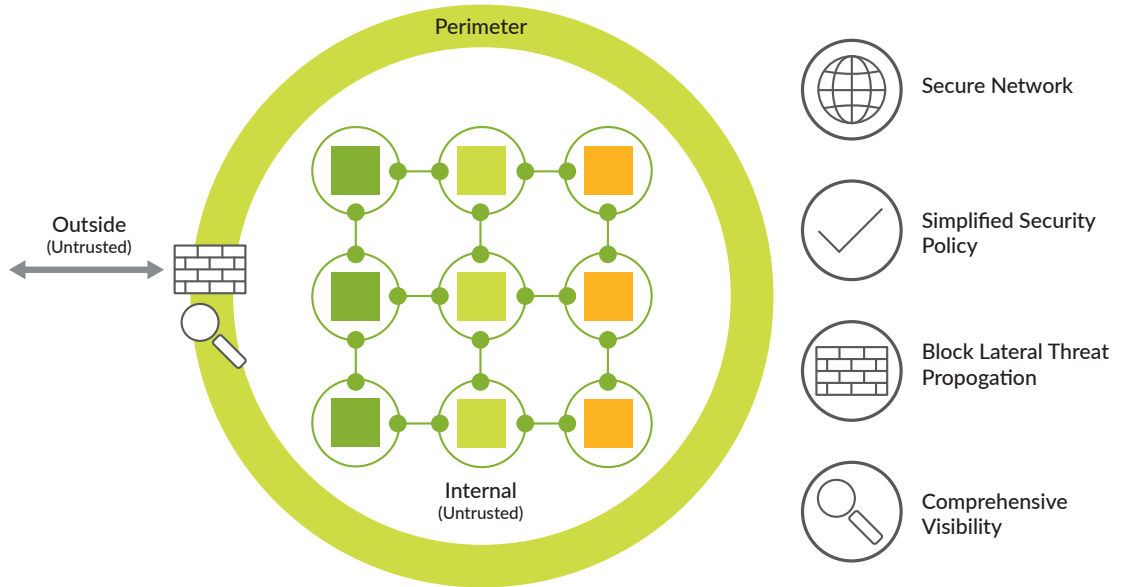 Perimeter
Outside
(Untrusted)
Internal
(Untrusted)
Secure Network
Simplified Security
Policy
Block Lateral Threat
Propogation
Comprehensive
Visibility